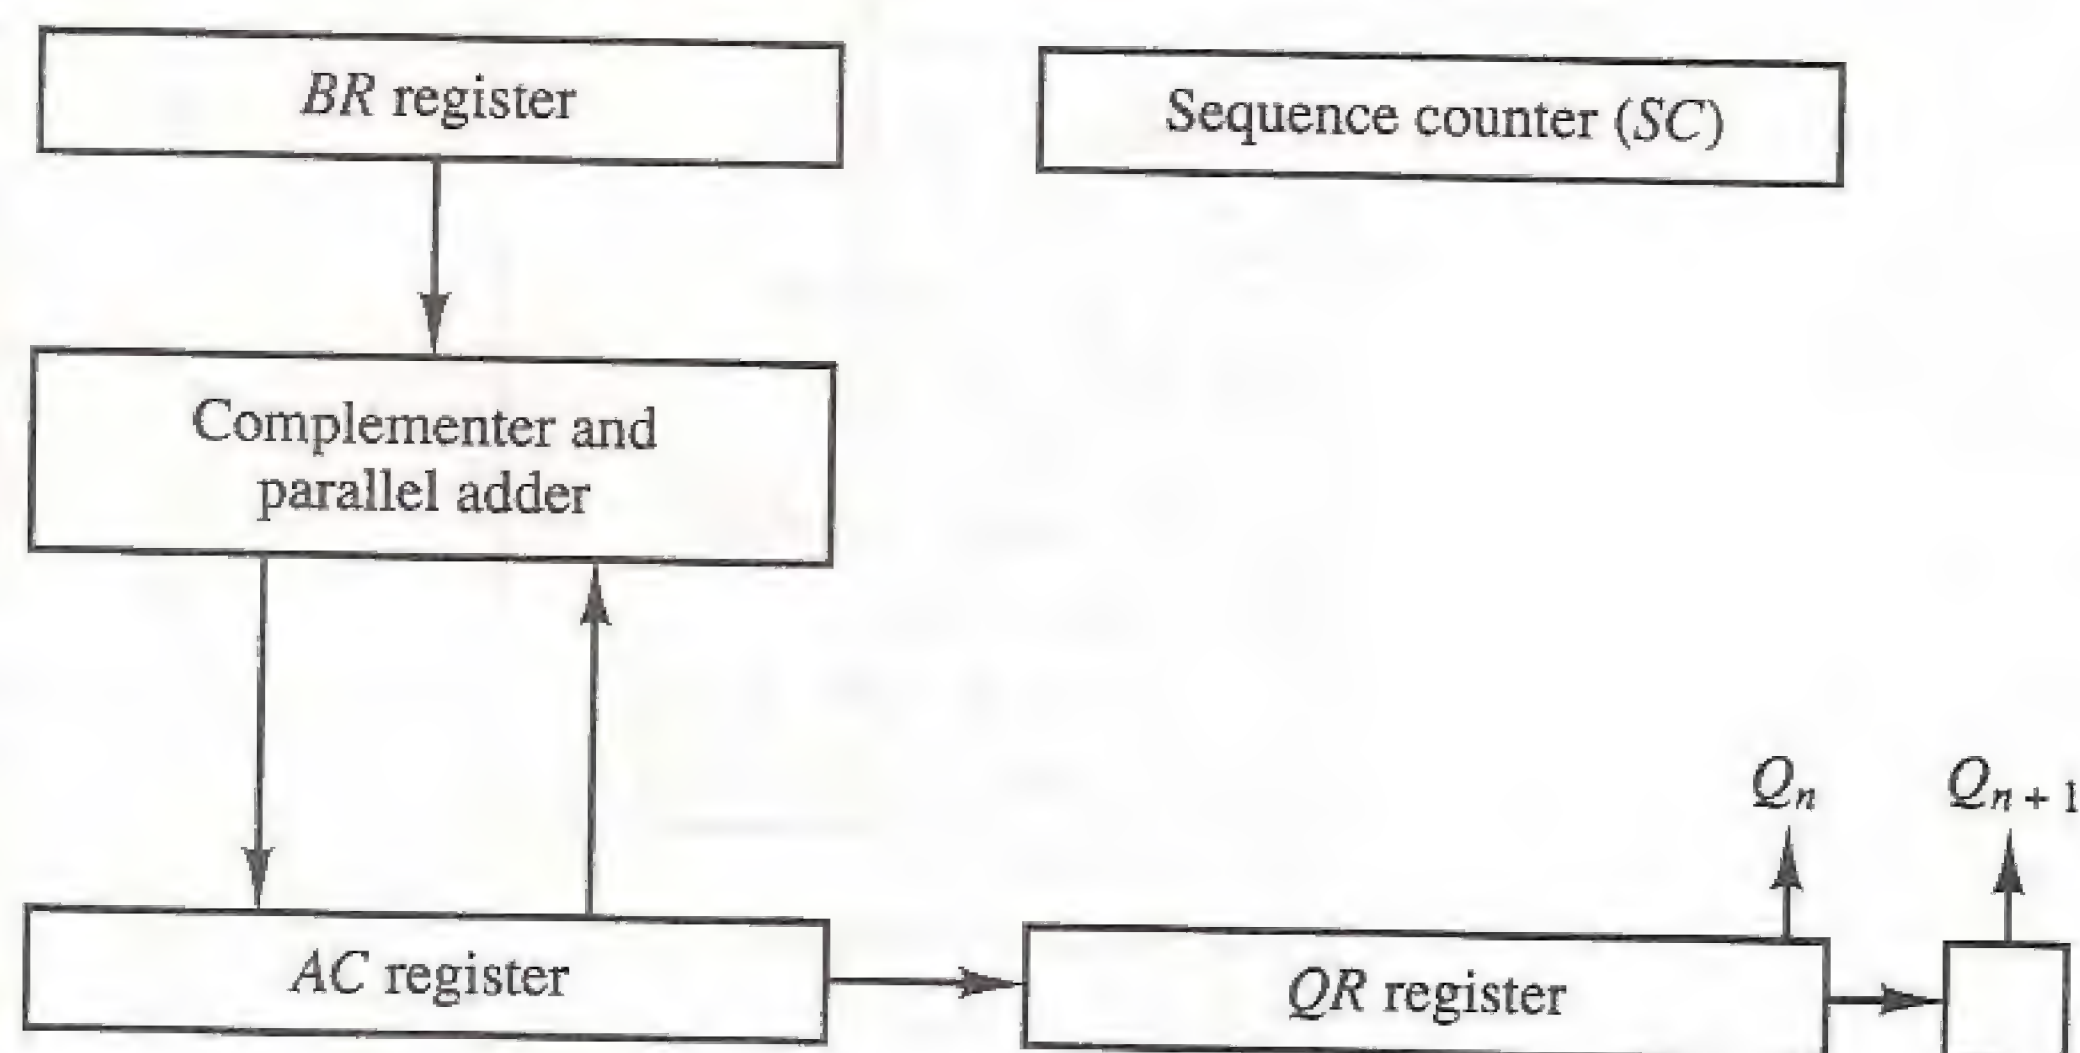 BR register
Sequence counter (SC)
Complementer and
parallel adder
Qn
Qn + 1
AC register
QR register